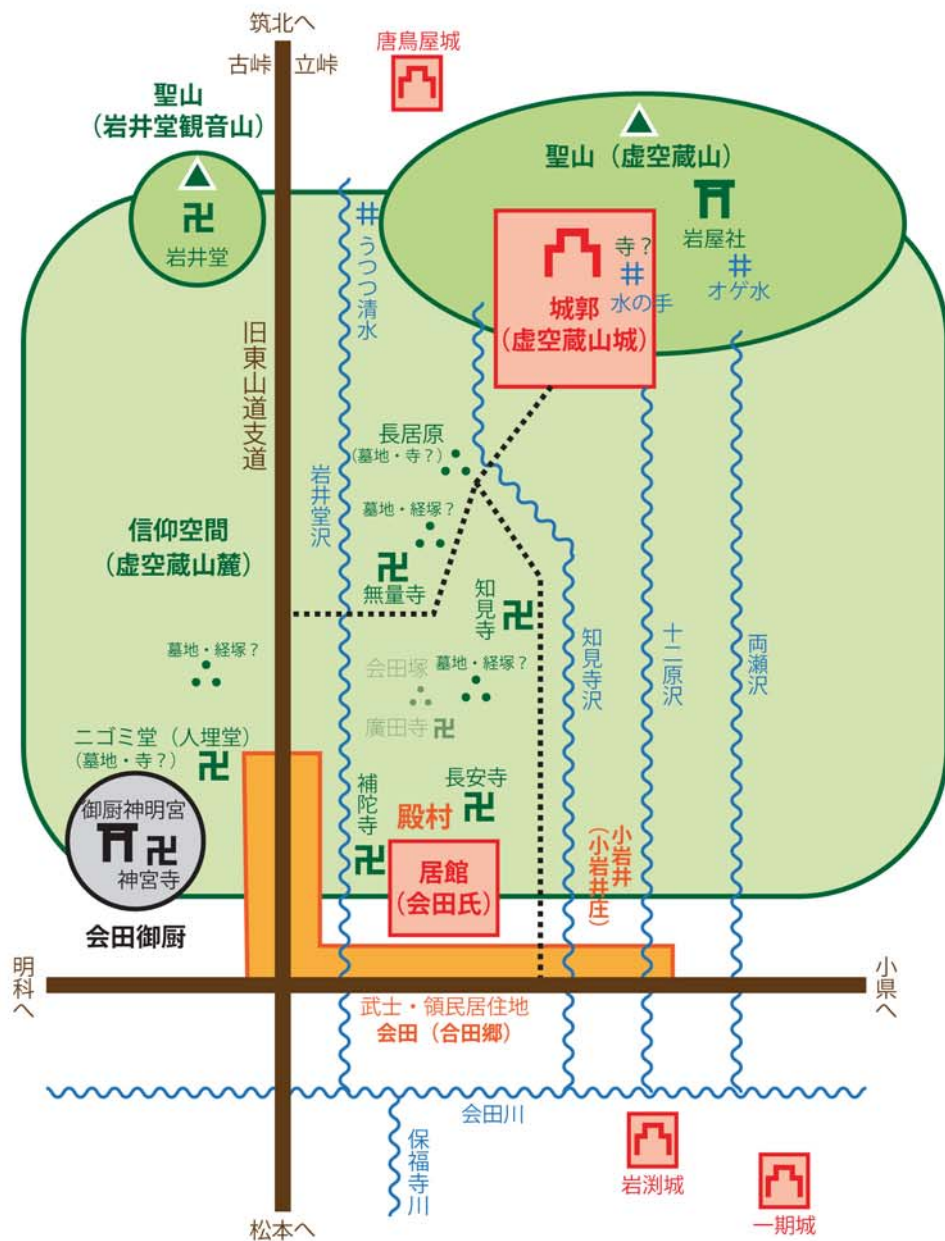 筑北へ
古峠
立峠
唐鳥屋城
聖山
(岩井堂観音山)
岩井堂
聖山(虚空蔵山)
岩屋社
オゲ水
寺?
水の手
城郭
(虚空蔵山城)
うつつ清水
旧東山道支道
岩井堂沢
長居原
(墓地・寺?)
墓地・経塚?
無量寺
知見寺
信仰空間
(虚空蔵山麓)
知見寺沢
十二原沢
両瀬沢
墓地・経塚?
会田塚
墓地・経塚?
廣田寺
ニゴミ堂(人埋堂)
(墓地・寺?)
補陀寺
長安寺
殿村
居館
(会田氏)
小岩井
(小岩井庄)
御厨神明宮
神宮寺
会田御厨
明科へ
小県へ
武士・領民居住地
会田(合田郷)
会田川
保福寺川
岩渕城
一期城
松本へ